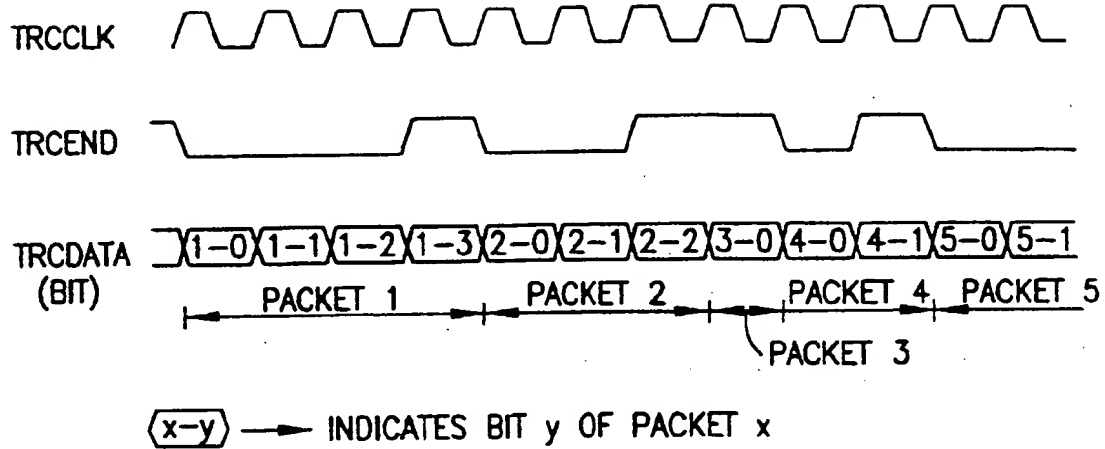 TRCCLK
TRCEND
TRCDATA
(BIT)
1-0 1-1 1-2 1-3 2-0 2-1 2-2 3-0 4-0 4-1 5-0 5-1
PACKET 1 PACKET 2 PACKET 4 PACKET 5
PACKET 3
x-y INDICATES BIT y OF PACKET x